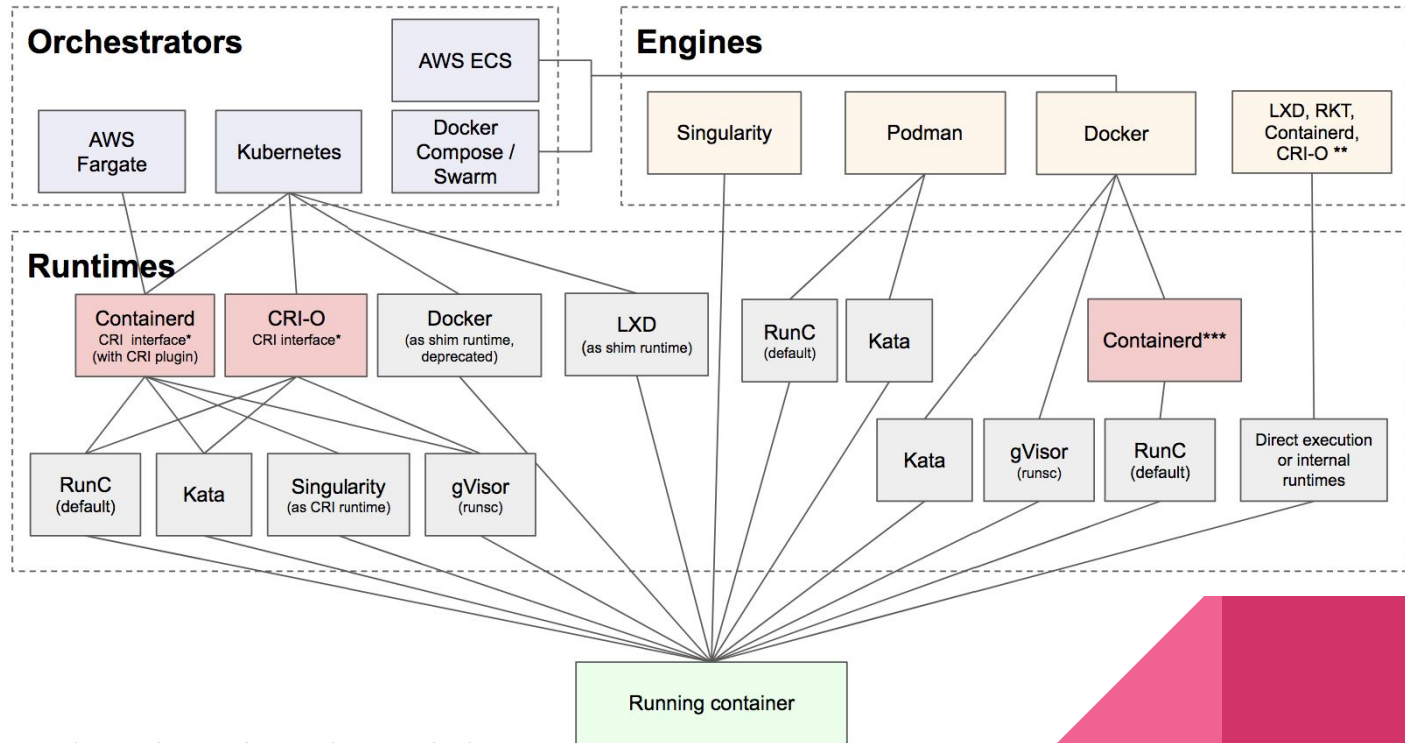 Orchestrators
Engines
AWS ECS
AWS
Fargate
Kubernetes
Docker
Compose /
Swarm
Singularity
Podman
Docker
LXD, RKT,
Containerd,
CRI-O **
Runtimes
Containerd
CRI interface*
(with CRI plugin)
CRI-O
CRI interface*
Docker
(as shim runtime,
deprecated)
LXD
(as shim runtime)
RunC
(default)
Kata
Containerd***
RunC
(default)
Kata
Singularity
(as CRI runtime)
gVisor
(runsc)
Kata
gVisor
(runsc)
RunC
(default)
Direct execution
or internal
runtimes
Running container